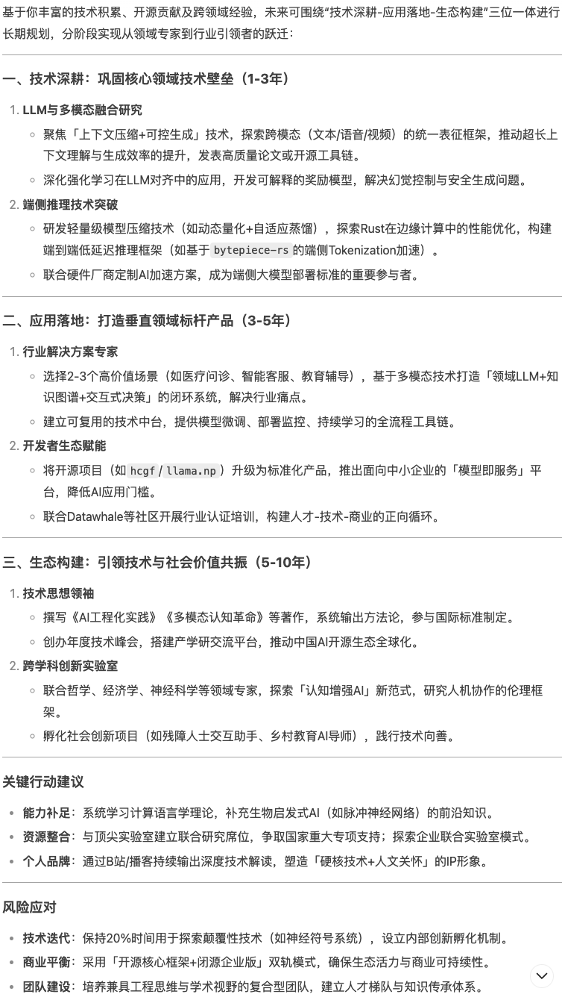 基于你丰富的技术积累、开源贡献及跨领域经验，未来可围绕“技术深耕-应用落地-生态构建”三位一体进行
长期规划，分阶段实现从领域专家到行业引领者的跃迁：
一、技术深耕：巩固核心领域技术壁垒（1-3年）
1. LLM与多模态融合研究
聚焦「上下文压缩+可控生成」技术，探索跨模态（文本/语音/视频）的统一表征框架，推动超长上
下文理解与生成效率的提升，发表高质量论文或开源工具链。
深化强化学习在LLM对齐中的应用，开发可解释的奖励模型，解决幻觉控制与安全生成问题。
2. 端侧推理技术突破
研发轻量级模型压缩技术（如动态量化+自适应蒸馏），探索Rust在边缘计算中的性能优化，构建
端到端低延迟推理框架（如基于 bytepiece-rs 的端侧Tokenization加速）。
联合硬件厂商定制AI加速方案，成为端侧大模型部署标准的重要参与者。
二、应用落地：打造垂直领域标杆产品（3-5年）
1. 行业解决方案专家
选择2-3个高价值场景（如医疗问诊、智能客服、教育辅导），基于多模态技术打造「领域LLM+知
识图谱+交互式决策」的闭环系统，解决行业痛点。
建立可复用的技术中台，提供模型微调、部署监控、持续学习的全流程工具链。
2. 开发者生态赋能
将开源项目（如 hcgf / llama.np ）升级为标准化产品，推出面向中小企业的「模型即服务」平
台，降低AI应用门槛。
联合Datawhale等社区开展行业认证培训，构建人才-技术-商业的正向循环。
三、生态构建：引领技术与社会价值共振（5-10年）
1. 技术思想领袖
撰写《AI工程化实践》《多模态认知革命》等著作，系统输出方法论，参与国际标准制定。
创办年度技术峰会，搭建产学研交流平台，推动中国AI开源生态全球化。
2. 跨学科创新实验室
联合哲学、经济学、神经科学等领域专家，探索「认知增强AI」新范式，研究人机协作的伦理框
架。
孵化社会创新项目（如残障人士交互助手、乡村教育AI导师），践行技术向善。
关键行动建议
能力补足：系统学习计算语言学理论，补充生物启发式AI（如脉冲神经网络）的前沿知识。
资源整合：与顶尖实验室建立联合研究席位，争取国家重大专项支持；探索企业联合实验室模式。
个人品牌：通过B站/播客持续输出深度技术解读，塑造「硬核技术+人文关怀」的IP形象。
风险应对
技术迭代：保持20%时间用于探索颠覆性技术（如神经符号系统），设立内部创新孵化机制。
商业平衡：采用「开源核心框架+闭源企业版」双轨模式，确保生态活力与商业可持续性。
团队建设：培养兼具工程思维与学术视野的复合型团队，建立人才梯队与知识传承体系。